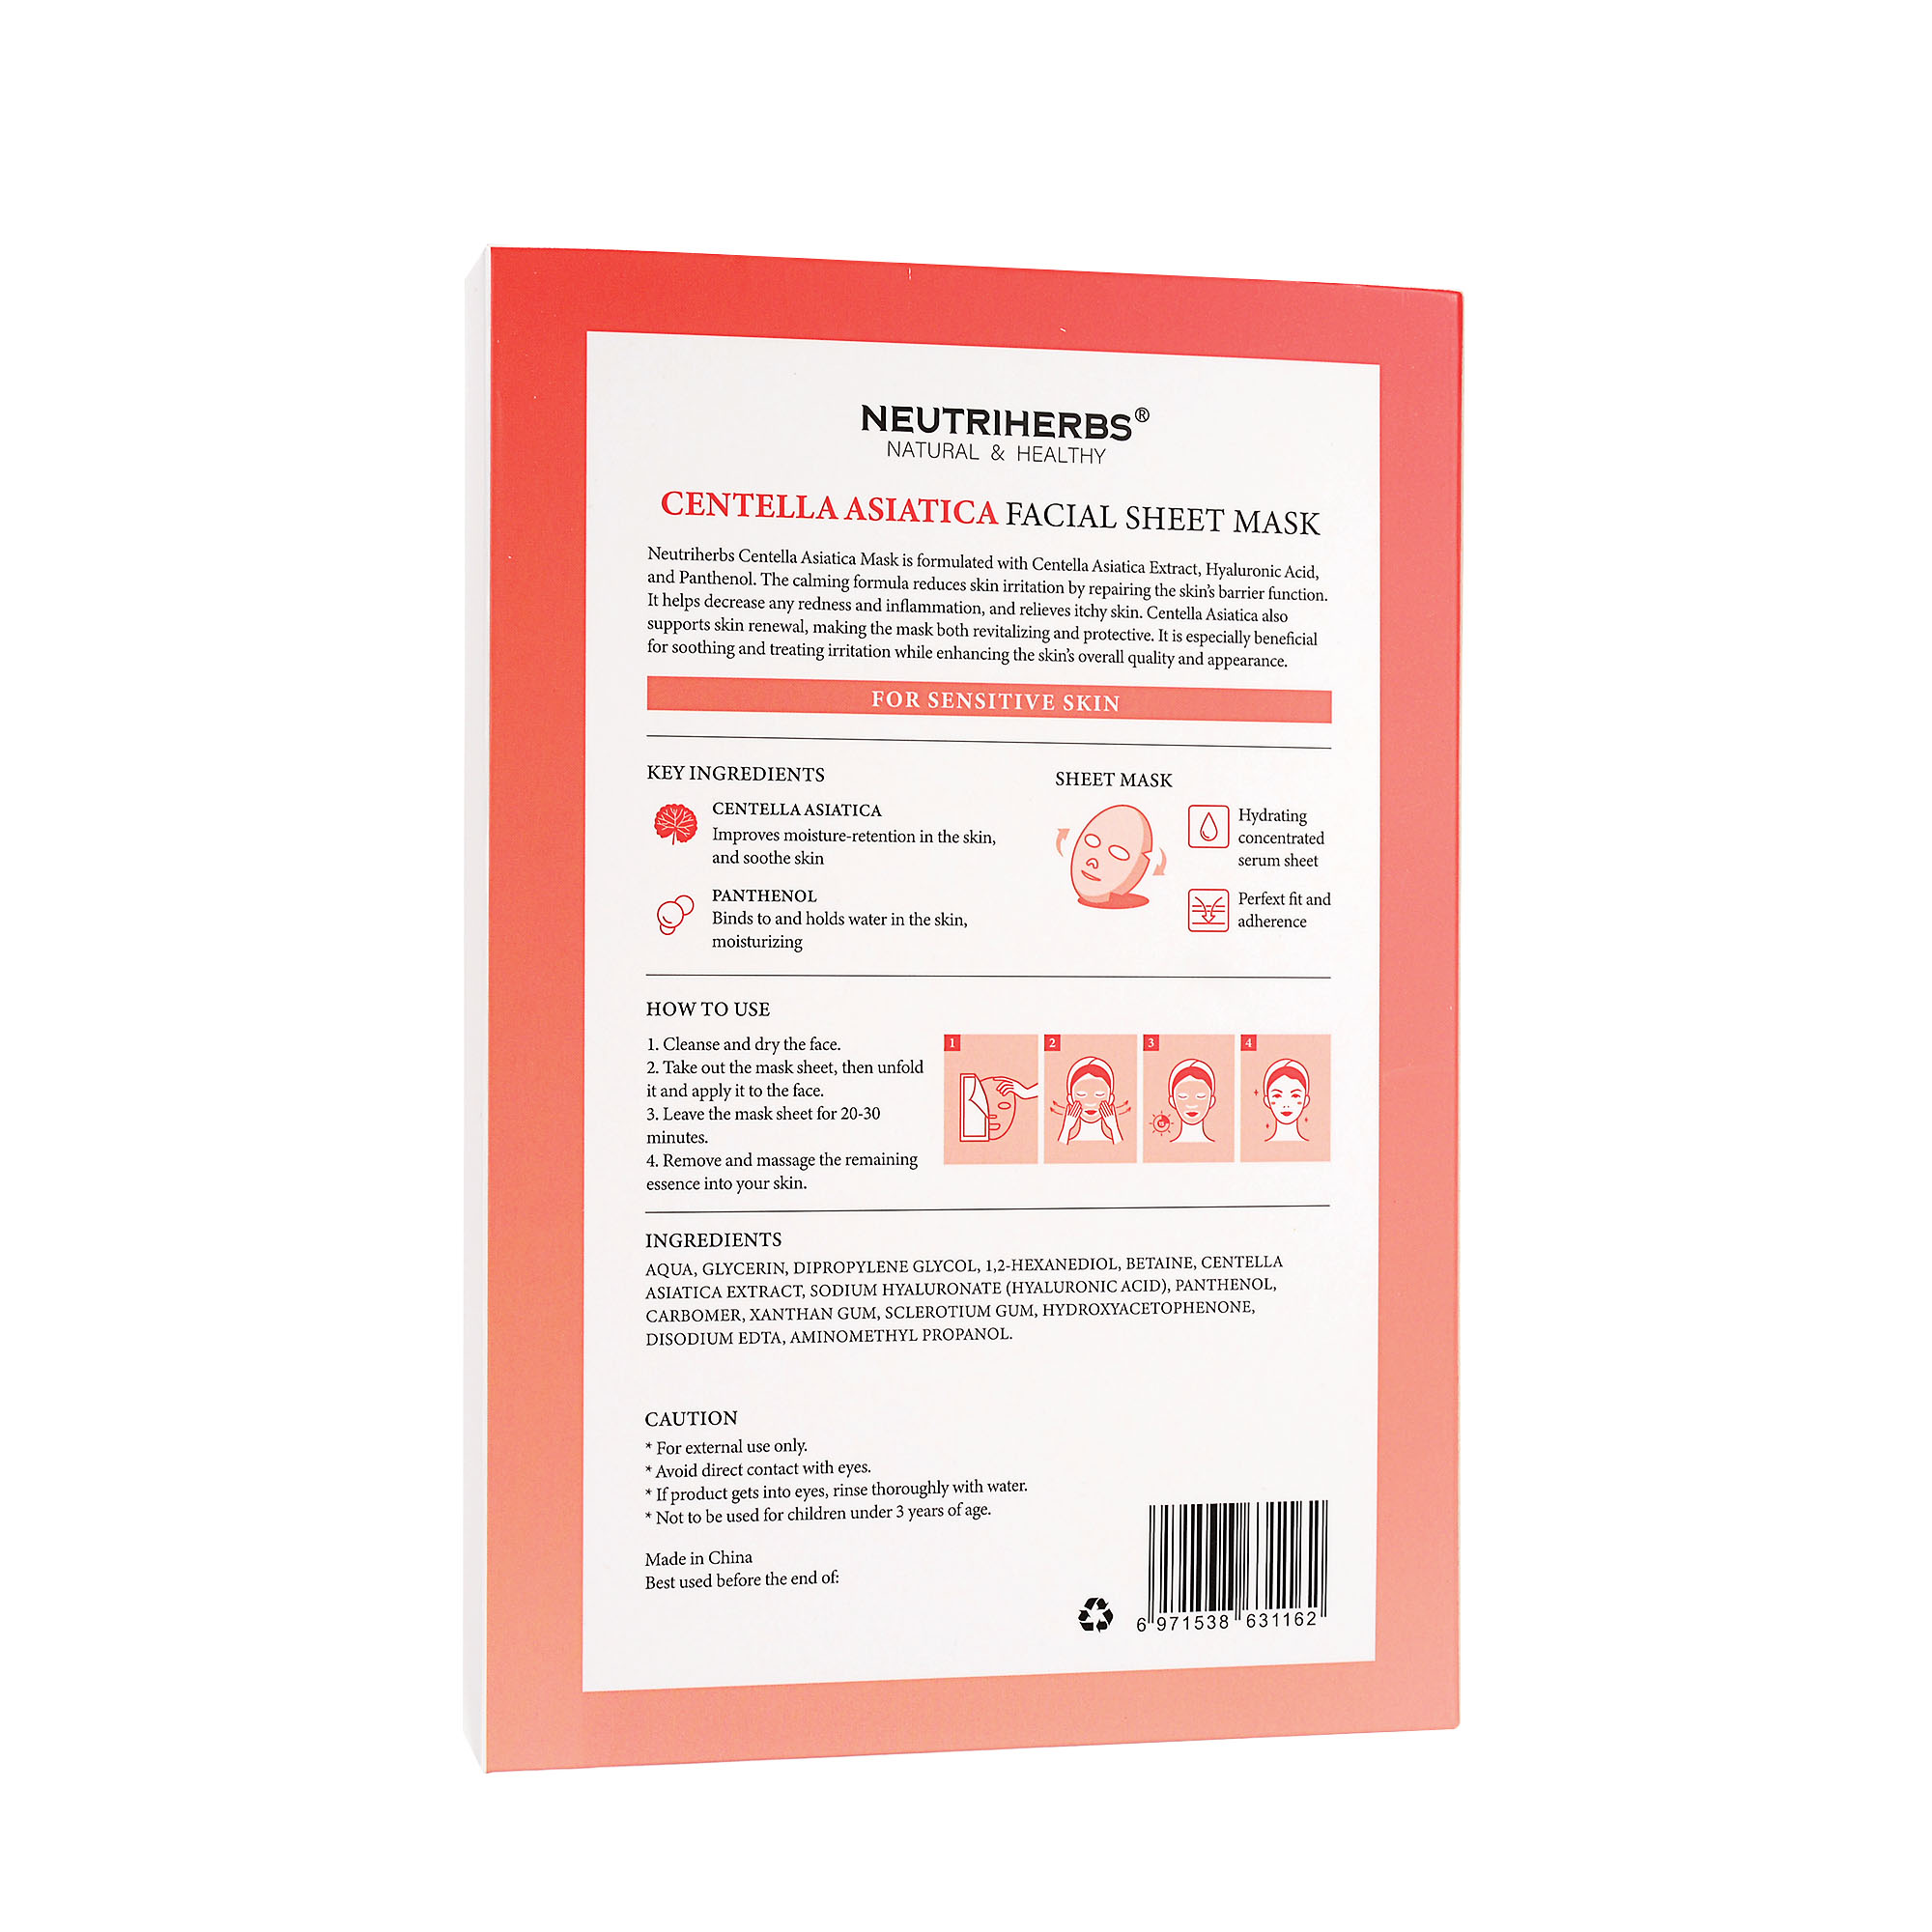 NEUTRIHERBS®
NATURAL & HEALTHY
CENTELLA ASIATICA FACIAL SHEET MASK
Neutriherbs Centella Asiatica Mask is formulated with Centella Asiatica Extract, Hyaluronic Acid,
and Panthenol. The calming formula reduces skin irritation by repairing the skin's barrier function.
It helps decrease any redness and inflammation, and relieves itchy skin. Centella Asiatica also
supports skin renewal, making the mask both revitalizing and protective. It is especially beneficial
for soothing and treating irritation while enhancing the skin's overall quality and appearance.
FOR SENSITIVE SKIN
KEY INGREDIENTS
CENTELLA ASIATICA
Improves moisture-retention in the skin,
and soothe skin
PANTHENOL
Binds to and holds water in the skin,
moisturizing
SHEET MASK
Hydrating
concentrated
serum sheet
Perfext fit and
adherence
HOW TO USE
1. Cleanse and dry the face.
2. Take out the mask sheet, then unfold
it and apply it to the face.
3. Leave the mask sheet for 20-30
minutes.
4. Remove and massage the remaining
essence into your skin.
1
2
3
4
INGREDIENTS
AQUA, GLYCERIN, DIPROPYLENE GLYCOL, 1,2-HEXANEDIOL, BETAINE, CENTELLA
ASIATICA EXTRACT, SODIUM HYALURONATE (HYALURONIC ACID), PANTHENOL,
CARBOMER, XANTHAN GUM, SCLEROTIUM GUM, HYDROXYACETOPHENONE,
DISODIUM EDTA, AMINOMETHYL PROPANOL.
CAUTION
* For external use only.
* Avoid direct contact with eyes.
* If product gets into eyes, rinse thoroughly with water.
* Not to be used for children under 3 years of age.
Made in China
Best used before the end of:
6 971538 631162